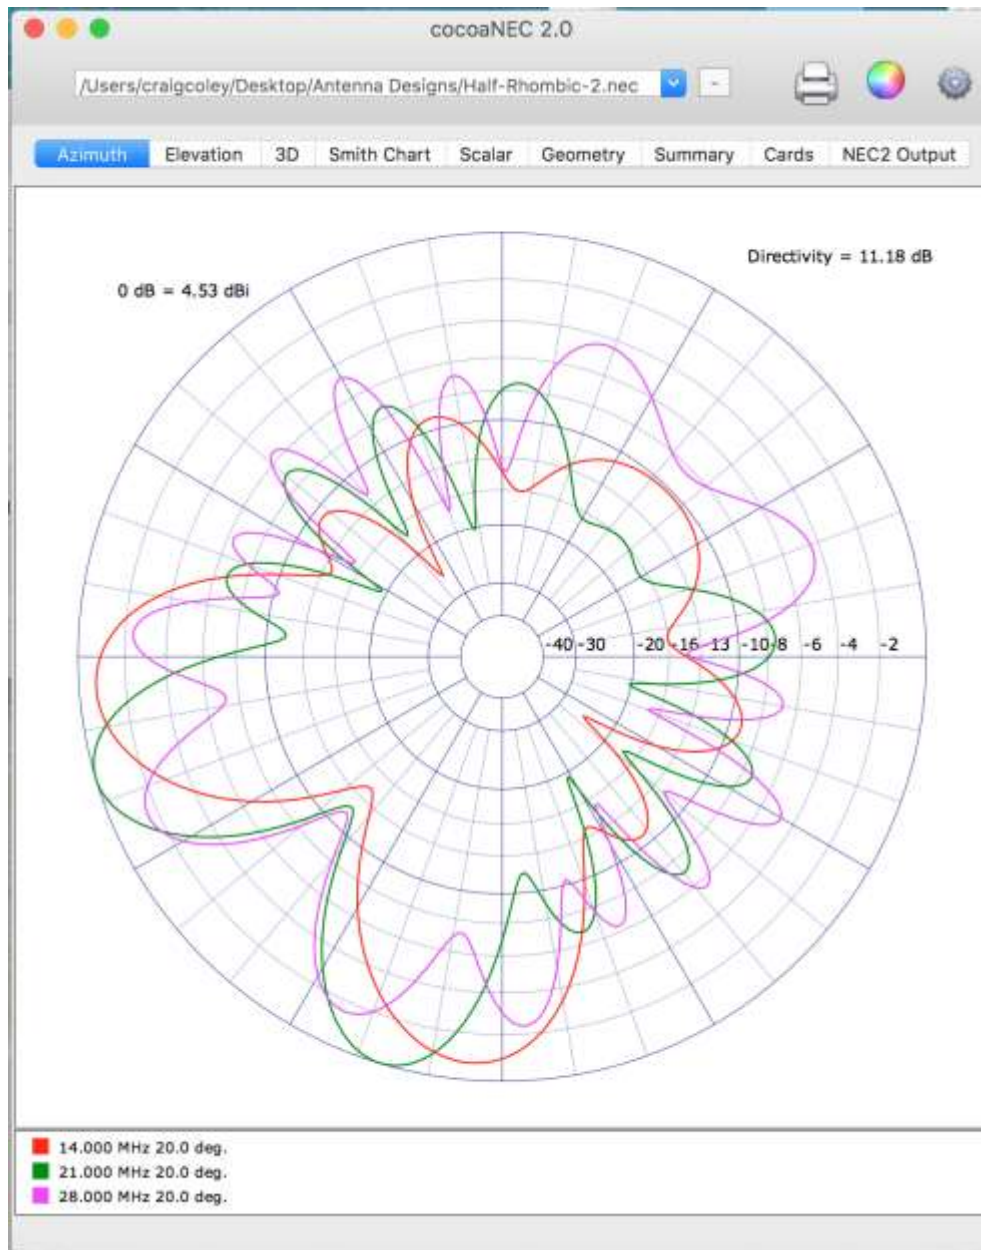 cocoaNEC 2.0
/Users/craigcoley/Desktop/Antenna Designs/Half-Rhombic-2.nec
Azimuth Elevation 3D Smith Chart Scalar Geometry Summary Cards NEC2 Output
Directivity = 11.18 dB
0 dB = 4.53 dBi
-40 -30 -20 -16 13 -10 -8 -6 -4 -2
14.000 MHz 20.0 deg.
21.000 MHz 20.0 deg.
28.000 MHz 20.0 deg.